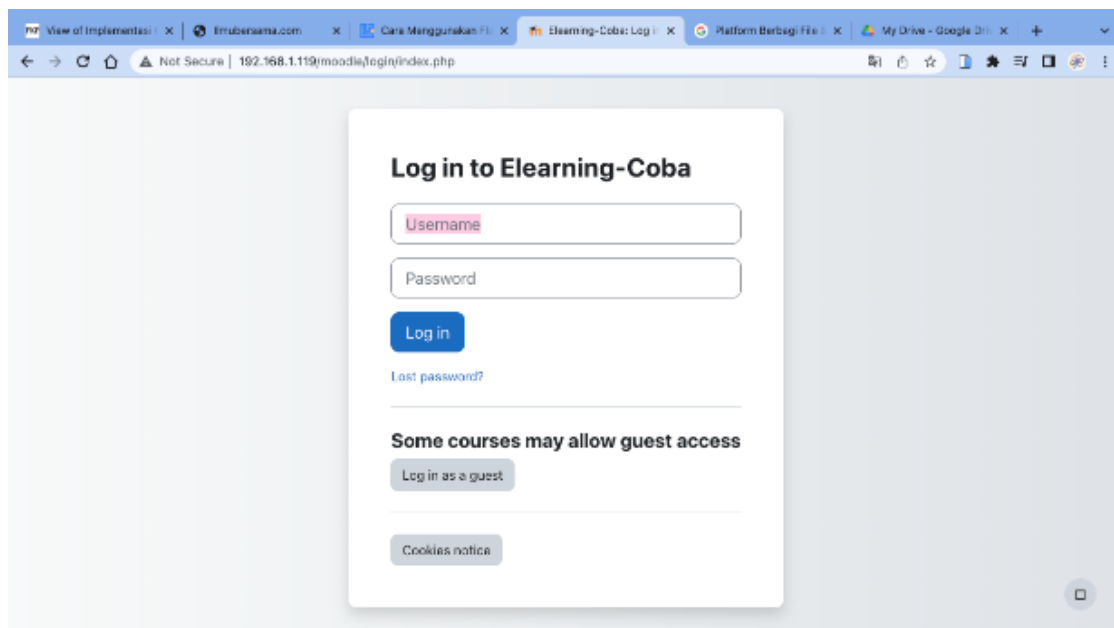 View of Implementasi
Ilmubersama.com
Cara Menggunakan Fi
Elearning-Coba: Log i
Platform Berbagi File
My Drive - Google Dri
Not Secure | 192.168.1.119/moodle/login/index.php
Log in to Elearning-Coba
Username
Password
Log in
Lost password?
Some courses may allow guest access
Log in as a guest
Cookies notice